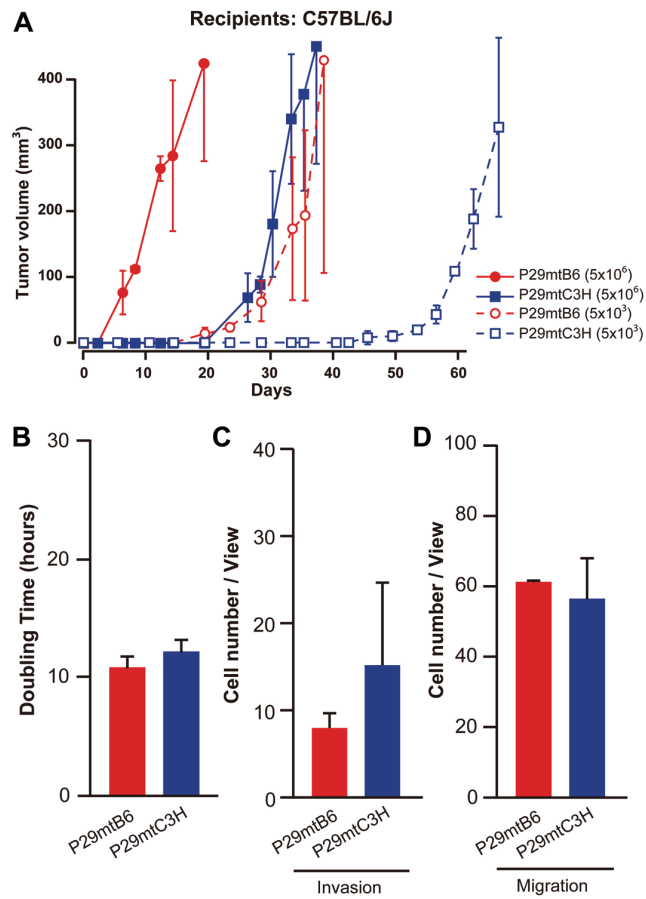 A
Recipients: C57BL/6J
Tumor volume (mm³)
400
300
200
100
0
0 10 20 30 40 50 60
Days
P29mtB6 (5x10⁶)
P29mtC3H (5x10⁶)
P29mtB6 (5x10³)
P29mtC3H (5x10³)
B
Doubling Time (hours)
30
20
10
0
P29mtB6
P29mtC3H
C
Cell number / View
40
30
20
10
0
P29mtB6
P29mtC3H
Invasion
D
Cell number / View
100
80
60
40
20
0
P29mtB6
P29mtC3H
Migration